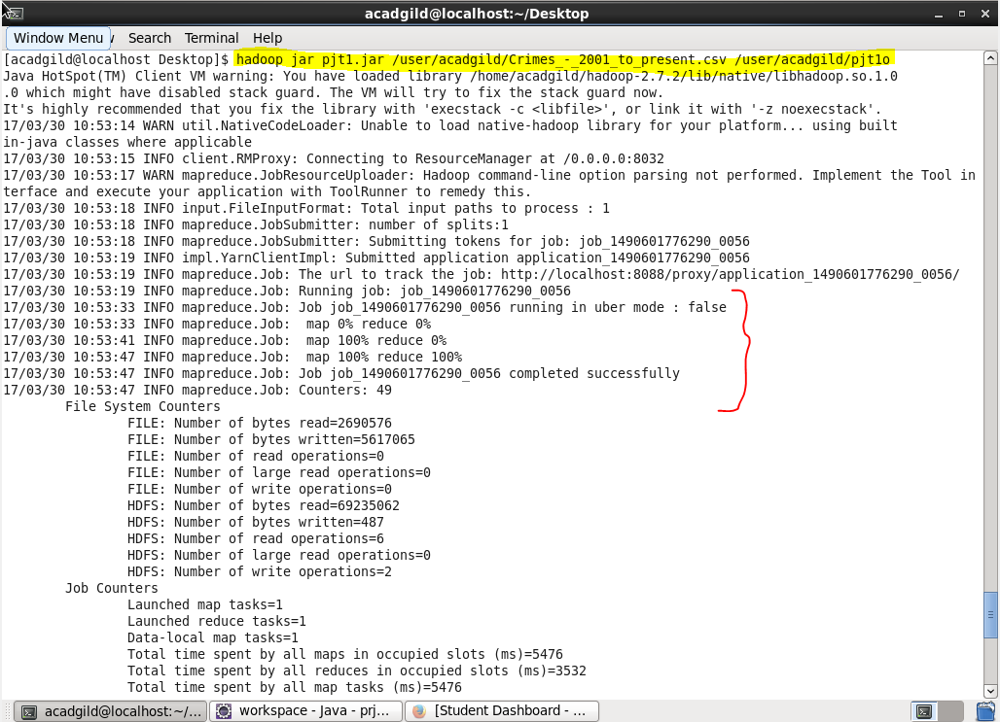 acadgild@localhost:~/Desktop
Window Menu Search Terminal Help
[acadgild@localhost Desktop]$ hadoop jar pjt1.jar /user/acadgild/Crimes_-_2001_to_present.csv /user/acadgild/pjt1o
Java HotSpot(TM) Client VM warning: You have loaded library /home/acadgild/hadoop-2.7.2/lib/native/libhadoop.so.1.0
.0 which might have disabled stack guard. The VM will try to fix the stack guard now.
It's highly recommended that you fix the library with 'execstack -c <libfile>', or link it with '-z noexecstack'.
17/03/30 10:53:14 WARN util.NativeCodeLoader: Unable to load native-hadoop library for your platform... using built
in-java classes where applicable
17/03/30 10:53:15 INFO client.RMProxy: Connecting to ResourceManager at /0.0.0.0:8032
17/03/30 10:53:17 WARN mapreduce.JobResourceUploader: Hadoop command-line option parsing not performed. Implement the Tool in
terface and execute your application with ToolRunner to remedy this.
17/03/30 10:53:18 INFO input.FileInputFormat: Total input paths to process : 1
17/03/30 10:53:18 INFO mapreduce.JobSubmitter: number of splits:1
17/03/30 10:53:18 INFO mapreduce.JobSubmitter: Submitting tokens for job: job_1490601776290_0056
17/03/30 10:53:19 INFO impl.YarnClientImpl: Submitted application application_1490601776290_0056
17/03/30 10:53:19 INFO mapreduce.Job: The url to track the job: http://localhost:8088/proxy/application_1490601776290_0056/
17/03/30 10:53:19 INFO mapreduce.Job: Running job: job_1490601776290_0056
17/03/30 10:53:33 INFO mapreduce.Job: Job job_1490601776290_0056 running in uber mode : false
17/03/30 10:53:33 INFO mapreduce.Job:  map 0% reduce 0%
17/03/30 10:53:41 INFO mapreduce.Job:  map 100% reduce 0%
17/03/30 10:53:47 INFO mapreduce.Job:  map 100% reduce 100%
17/03/30 10:53:47 INFO mapreduce.Job: Job job_1490601776290_0056 completed successfully
17/03/30 10:53:47 INFO mapreduce.Job: Counters: 49
File System Counters
FILE: Number of bytes read=2690576
FILE: Number of bytes written=5617065
FILE: Number of read operations=0
FILE: Number of large read operations=0
FILE: Number of write operations=0
HDFS: Number of bytes read=69235062
HDFS: Number of bytes written=487
HDFS: Number of read operations=6
HDFS: Number of large read operations=0
HDFS: Number of write operations=2
Job Counters
Launched map tasks=1
Launched reduce tasks=1
Data-local map tasks=1
Total time spent by all maps in occupied slots (ms)=5476
Total time spent by all reduces in occupied slots (ms)=3532
Total time spent by all map tasks (ms)=5476
acadgild@localhost:~/... workspace - Java - prj... [Student Dashboard - ...